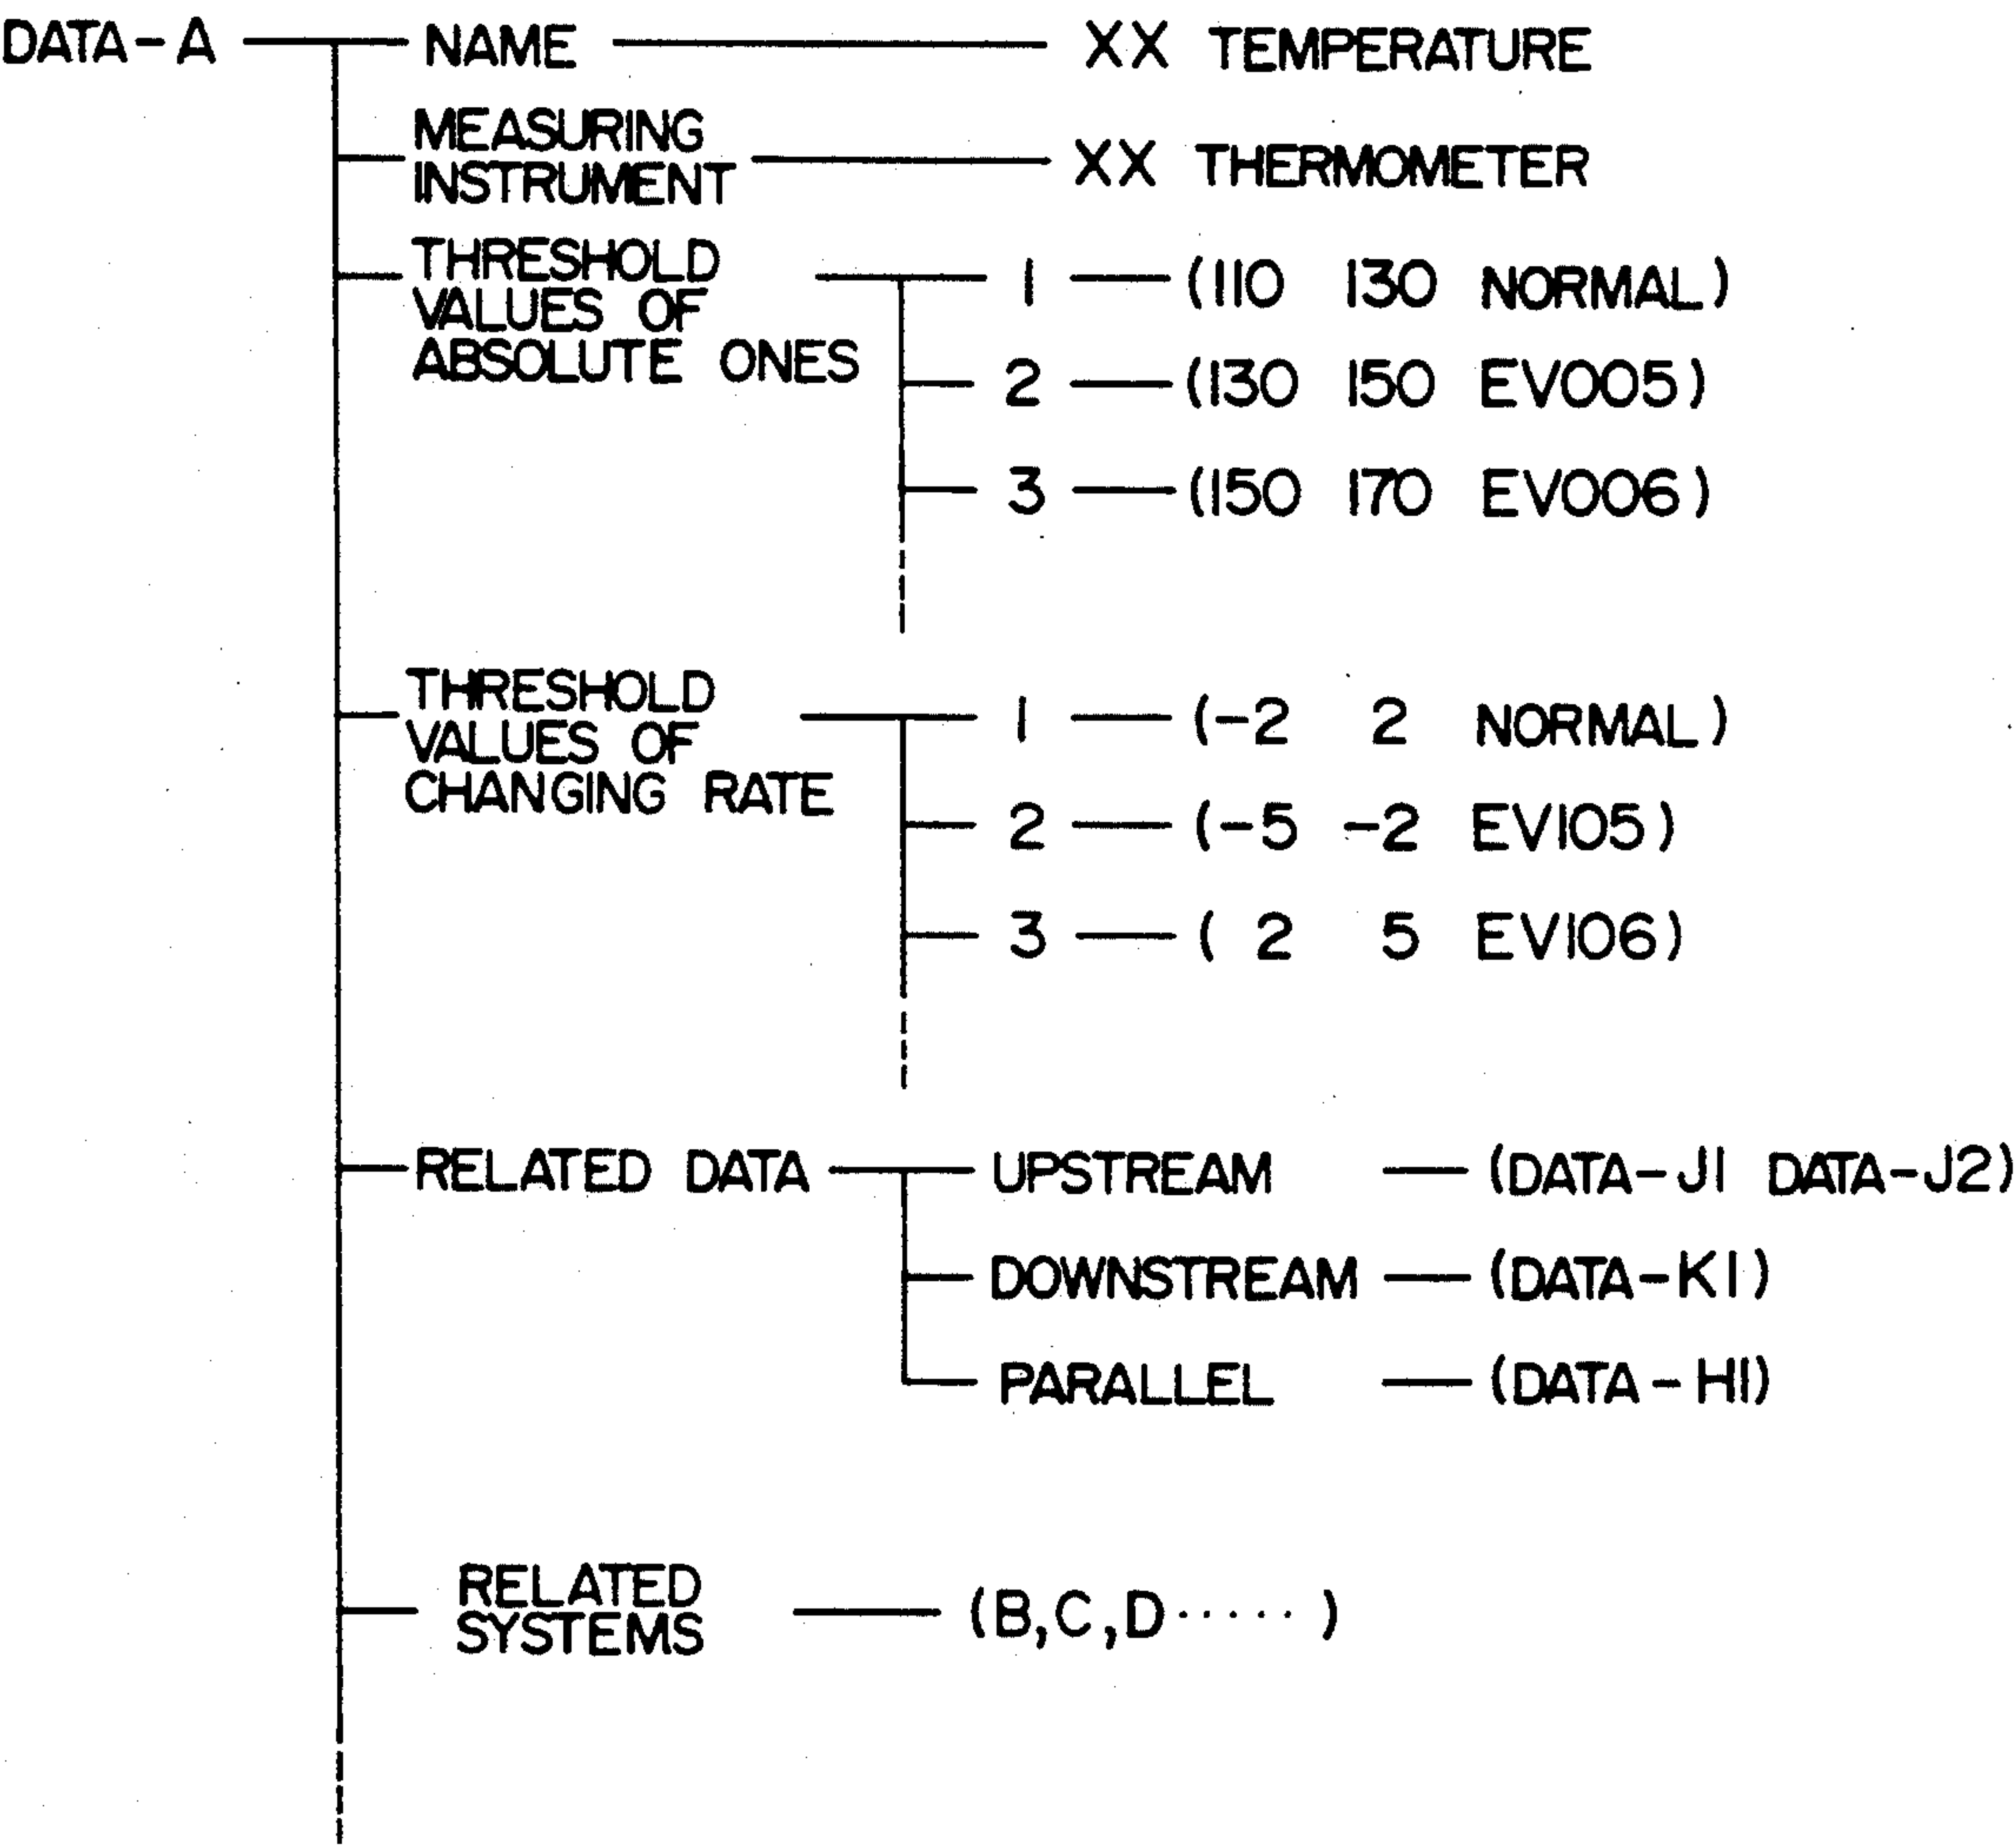 DATA-A NAME XX TEMPERATURE
MEASURING
INSTRUMENT XX THERMOMETER
THRESHOLD
VALUES OF
ABSOLUTE ONES
1 (110 130 NORMAL)
2 (130 150 EV005)
3 (150 170 EV006)
THRESHOLD
VALUES OF
CHANGING RATE
1 (-2 2 NORMAL)
2 (-5 -2 EV105)
3 ( 2 5 EV106)
RELATED DATA UPSTREAM (DATA-J1 DATA-J2)
DOWNSTREAM (DATA-K1)
PARALLEL (DATA-H1)
RELATED
SYSTEMS (B,C,D ····· )